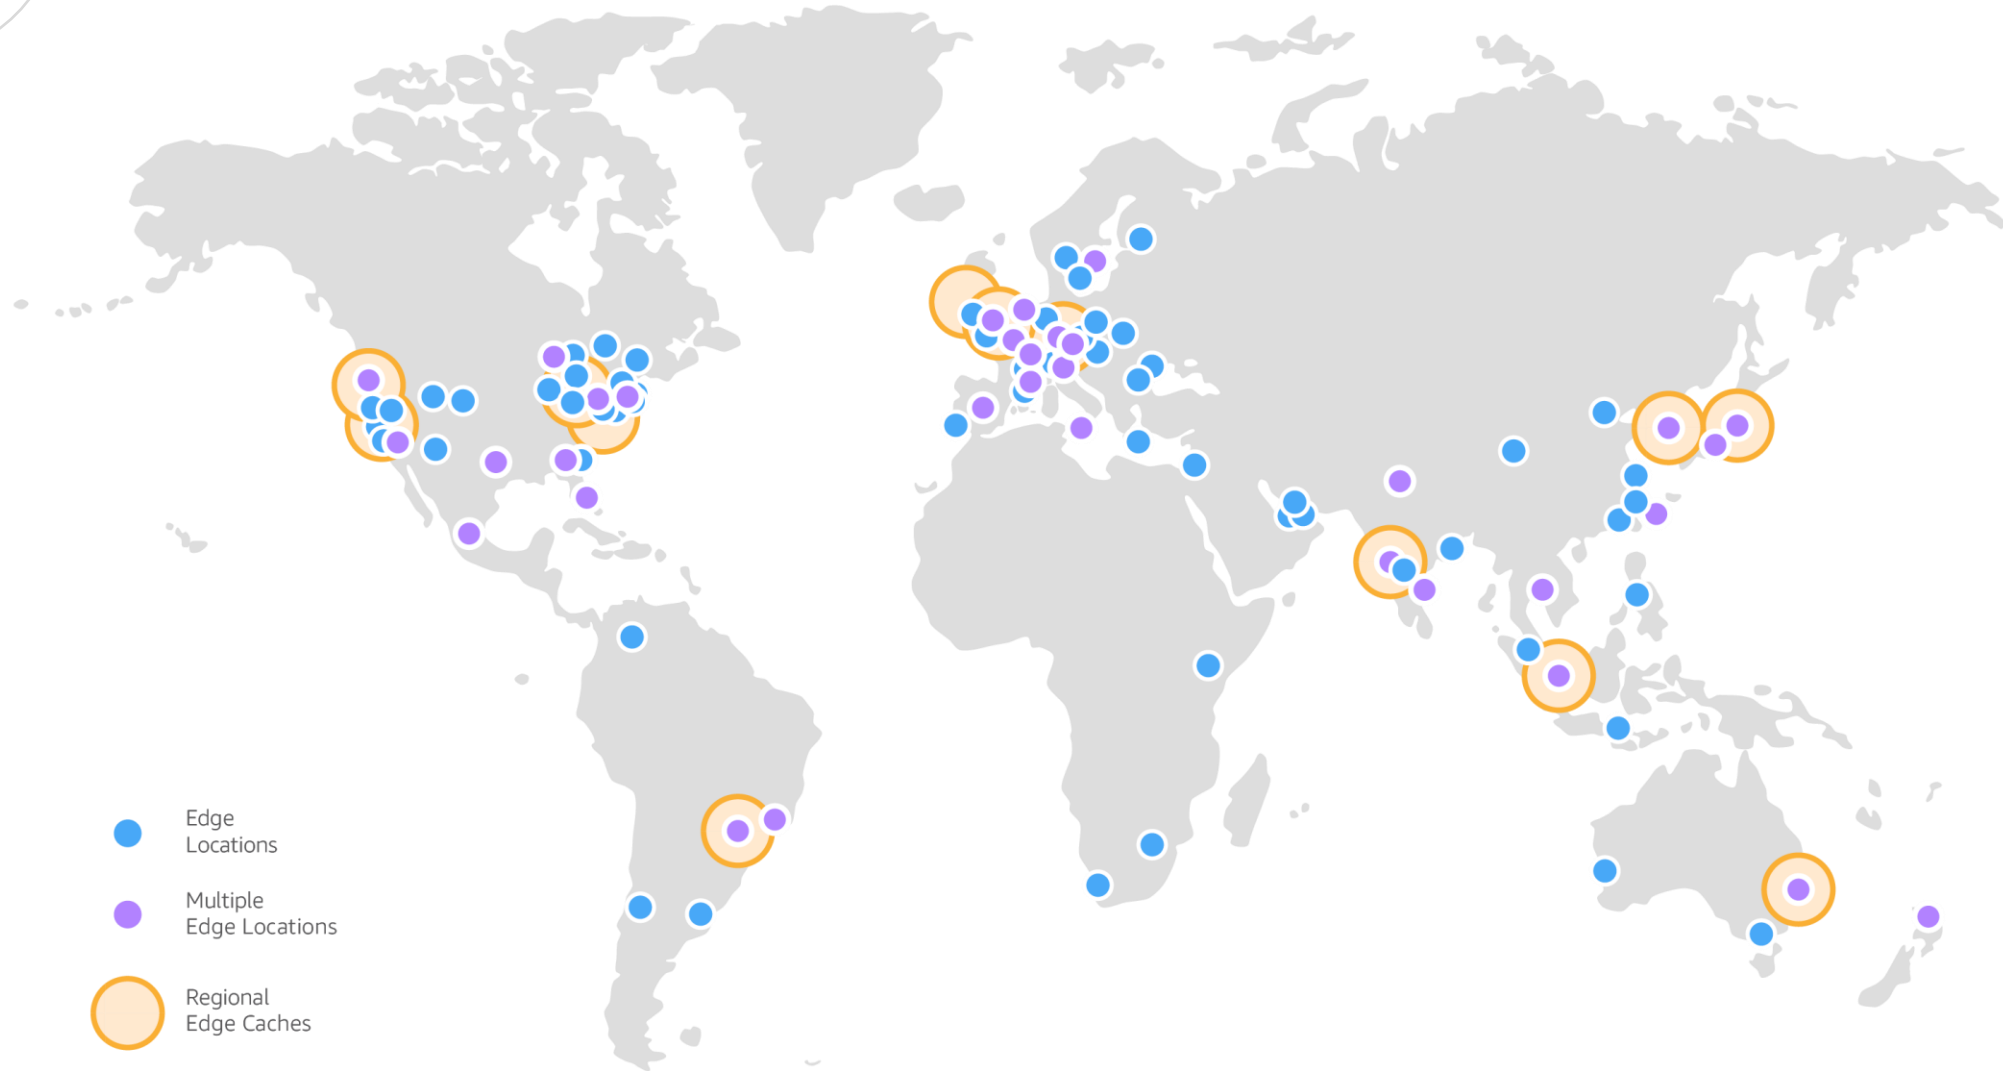 Edge
Locations
Multiple
Edge Locations
Regional
Edge Caches